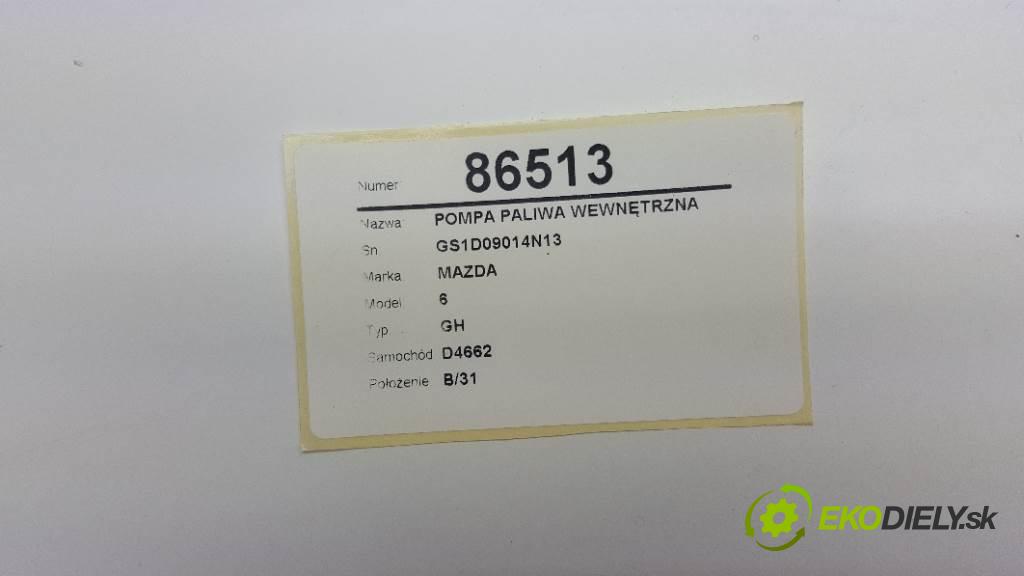 Numer 86513
Nazwa POMPA PALIWA WEWNĘTRZNA
Sn GS1D09014N13
Marka MAZDA
Model 6
Typ GH
Samochód D4662
Położenie B/31
EKODIELY.sk